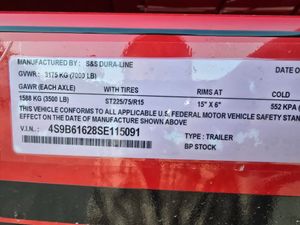 MANUFACTURED BY : S&S DURA-LINE DATE O
GVWR : 3175 KG (7000 LB)
GAWR (EACH AXLE) WITH TIRES RIMS AT COLD
1588 KG (3500 LB) ST225/75/R15 15" X 6" 552 KPA
THIS VEHICLE CONFORMS TO ALL APPLICABLE U.S. FEDERAL MOTOR VEHICLE SAFETY STAN
EFFECT ON THE DATE OF MANUFACTURE SHOWN ABOVE
V.I.N. : 4S9B61628SE115091 TYPE : TRAILER
BP STOCK